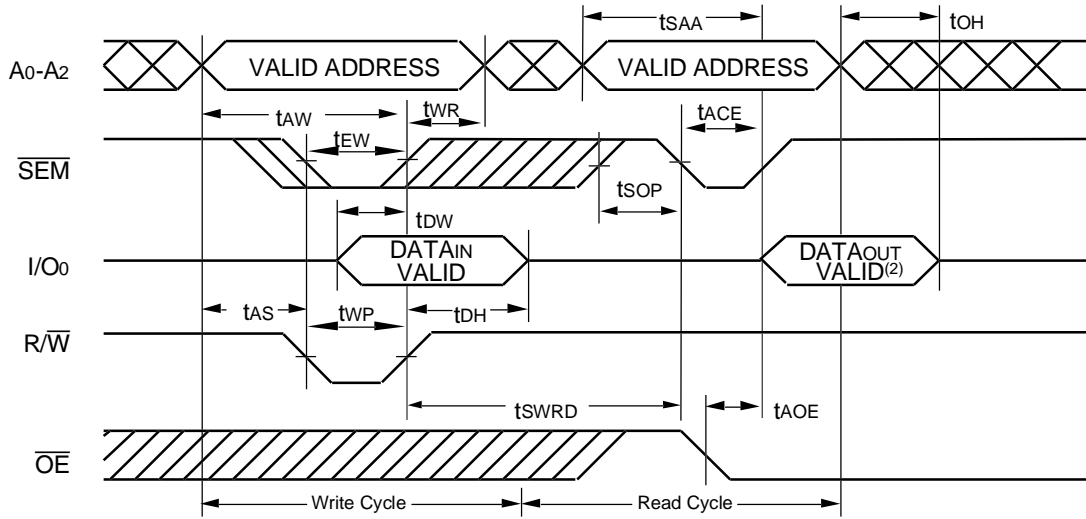 tSAA
tOH
A0-A2
VALID ADDRESS
VALID ADDRESS
tAW
tWR
tACE
tEW
SEM
tSOP
tDW
I/O0
DATAIN
VALID
DATAOUT
VALID(2)
tAS
tWP
tDH
R/W
tSWRD
tAOE
OE
Write Cycle
Read Cycle